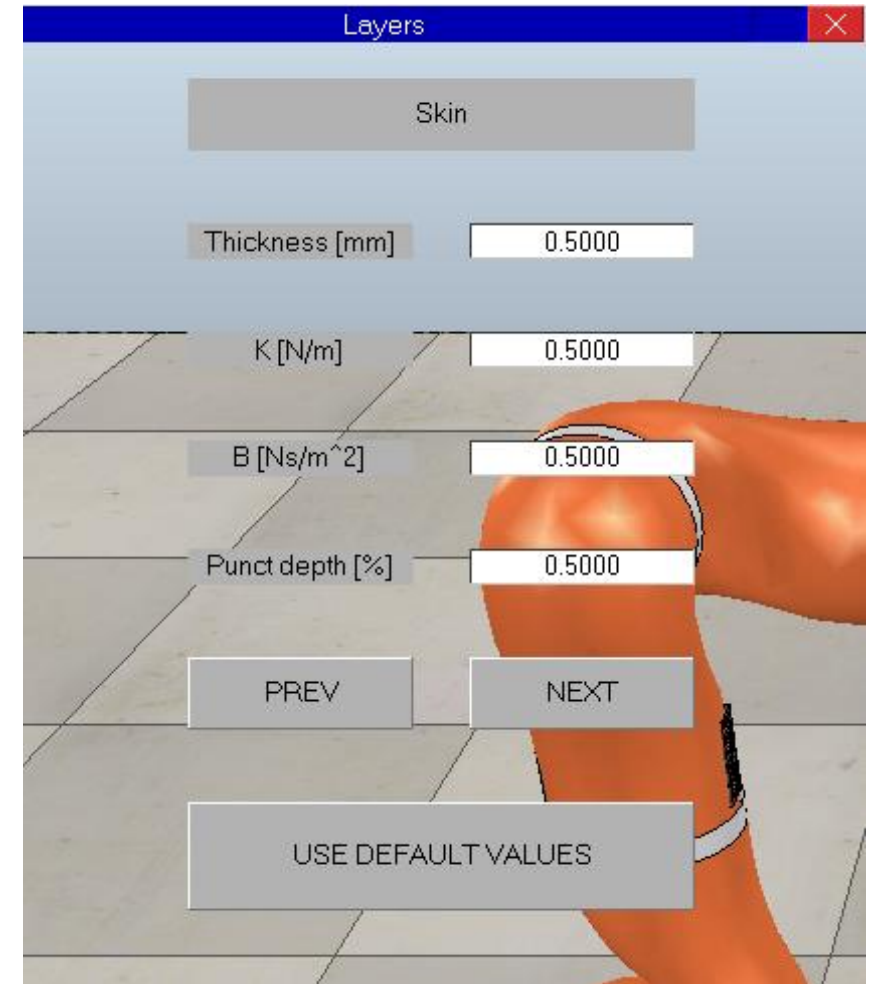 Layers
Skin
Thickness [mm] 0.5000
K [N/m] 0.5000
B [Ns/m^2] 0.5000
Punct depth [%] 0.5000
PREV NEXT
USE DEFAULT VALUES